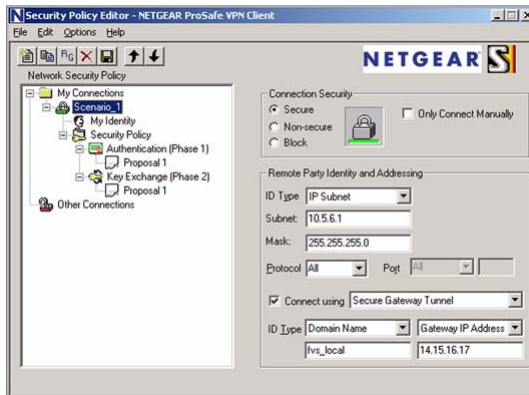 Security Policy Editor - NETGEAR ProSafe VPN Client
File Edit Options Help
NETGEAR
Network Security Policy
My Connections
Scenario_1
My Identity
Security Policy
Authentication (Phase 1)
Proposal 1
Key Exchange (Phase 2)
Proposal 1
Other Connections
Connection Security
Secure
Non-secure
Block
Only Connect Manually
Remote Party Identity and Addressing
ID Type IP Subnet
Subnet: 10.5.6.1
Mask: 255.255.255.0
Protocol All Port All
Connect using Secure Gateway Tunnel
ID Type Domain Name Gateway IP Address
fvs_local 14.15.16.17